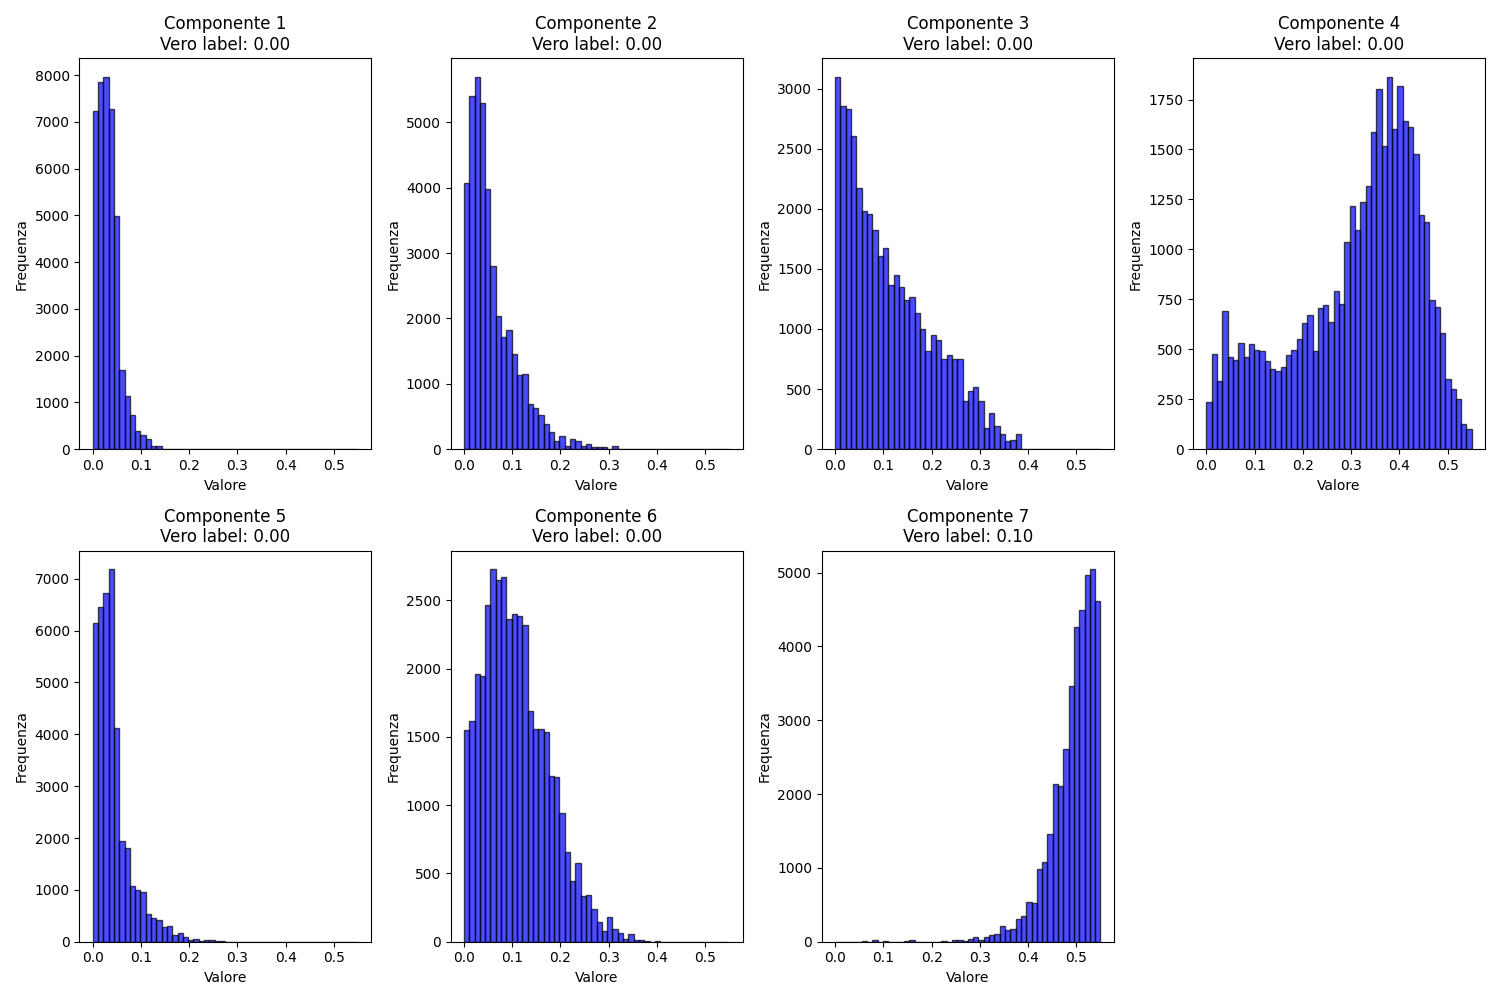 Componente 1
Vero label: 0.00
8000
7000
6000
5000
4000
3000
2000
1000
0
Frequenza
0.0 0.1 0.2 0.3 0.4 0.5
Valore
Componente 2
Vero label: 0.00
5000
4000
3000
2000
1000
0
Frequenza
0.0 0.1 0.2 0.3 0.4 0.5
Valore
Componente 3
Vero label: 0.00
3000
2500
2000
1500
1000
500
0
Frequenza
0.0 0.1 0.2 0.3 0.4 0.5
Valore
Componente 4
Vero label: 0.00
1750
1500
1250
1000
750
500
250
0
Frequenza
0.0 0.1 0.2 0.3 0.4 0.5
Valore
Componente 5
Vero label: 0.00
7000
6000
5000
4000
3000
2000
1000
0
Frequenza
0.0 0.1 0.2 0.3 0.4 0.5
Valore
Componente 6
Vero label: 0.00
2500
2000
1500
1000
500
0
Frequenza
0.0 0.1 0.2 0.3 0.4 0.5
Valore
Componente 7
Vero label: 0.10
5000
4000
3000
2000
1000
0
Frequenza
0.0 0.1 0.2 0.3 0.4 0.5
Valore